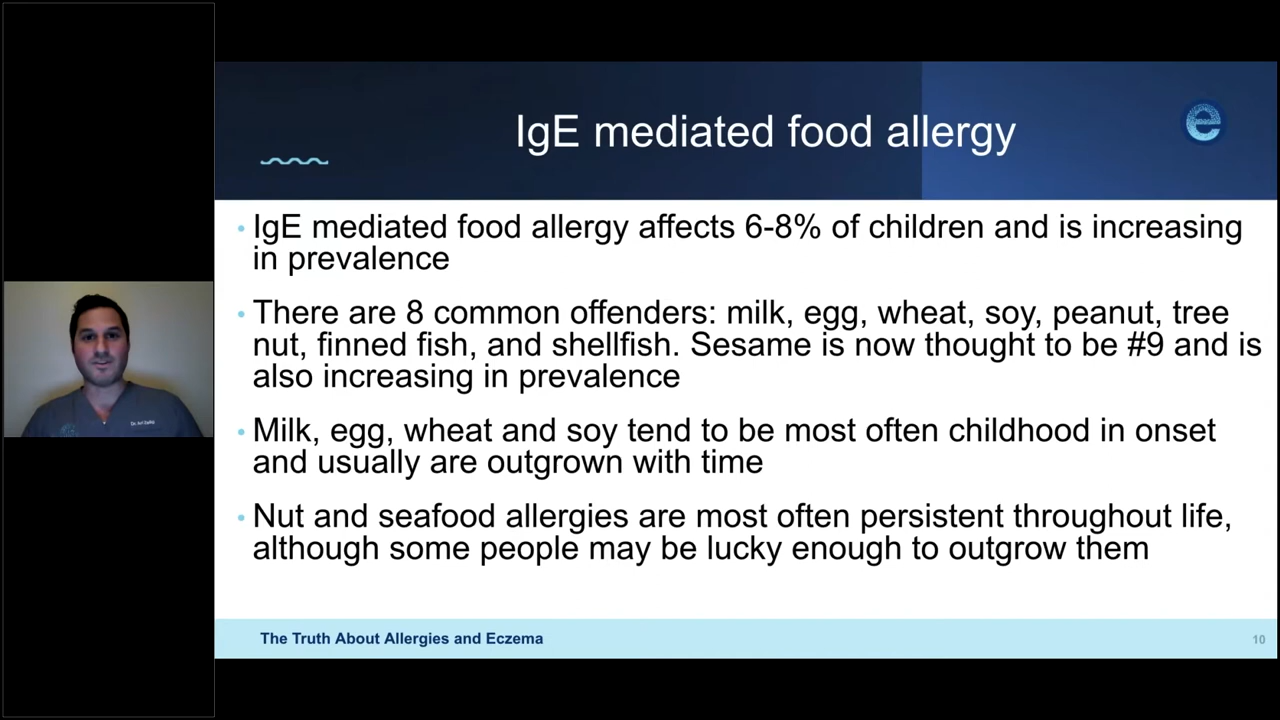 IgE mediated food allergy
e
• IgE mediated food allergy affects 6-8% of children and is increasing
in prevalence
• There are 8 common offenders: milk, egg, wheat, soy, peanut, tree
nut, finned fish, and shellfish. Sesame is now thought to be #9 and is
also increasing in prevalence
• Milk, egg, wheat and soy tend to be most often childhood in onset
and usually are outgrown with time
• Nut and seafood allergies are most often persistent throughout life,
although some people may be lucky enough to outgrow them
The Truth About Allergies and Eczema
10